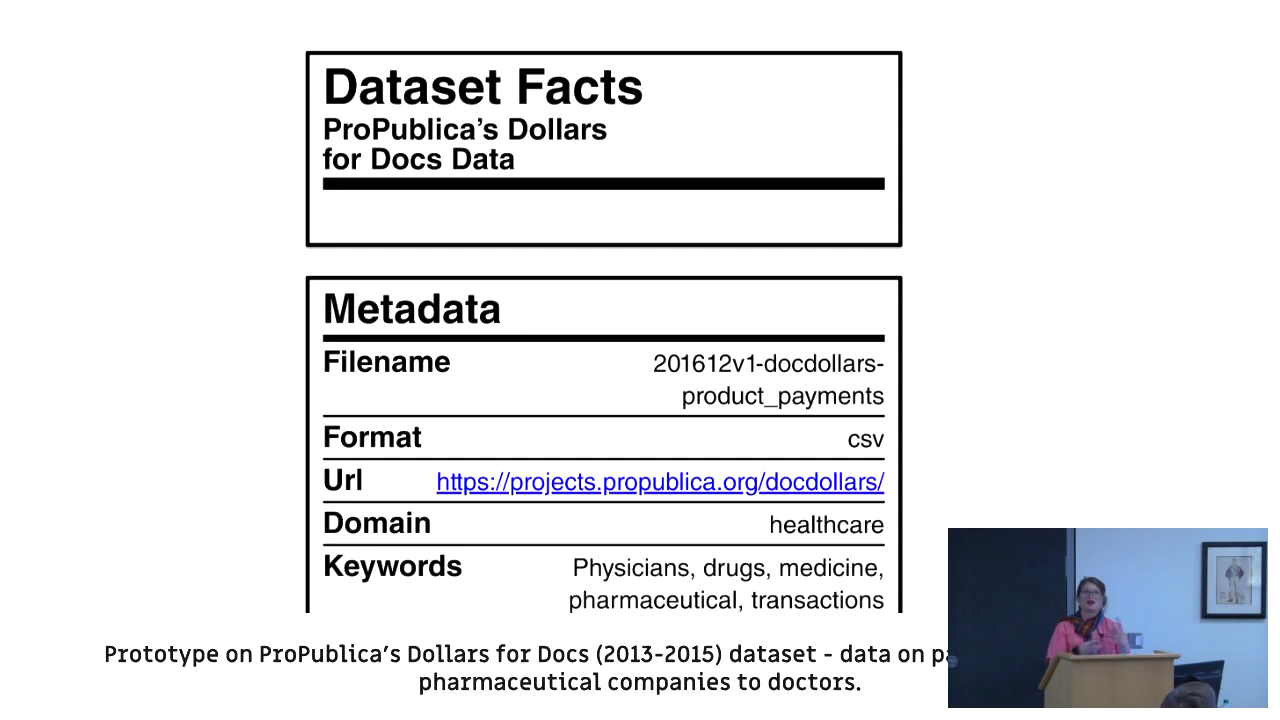 Dataset Facts
ProPublica’s Dollars
for Docs Data
Metadata
Filename 201612v1-docdollars-
product_payments
Format csv
Url https://projects.propublica.org/docdollars/
Domain healthcare
Keywords Physicians, drugs, medicine,
pharmaceutical, transactions
Prototype on ProPublica’s Dollars for Docs (2013-2015) dataset - data on
pharmaceutical companies to doctors.